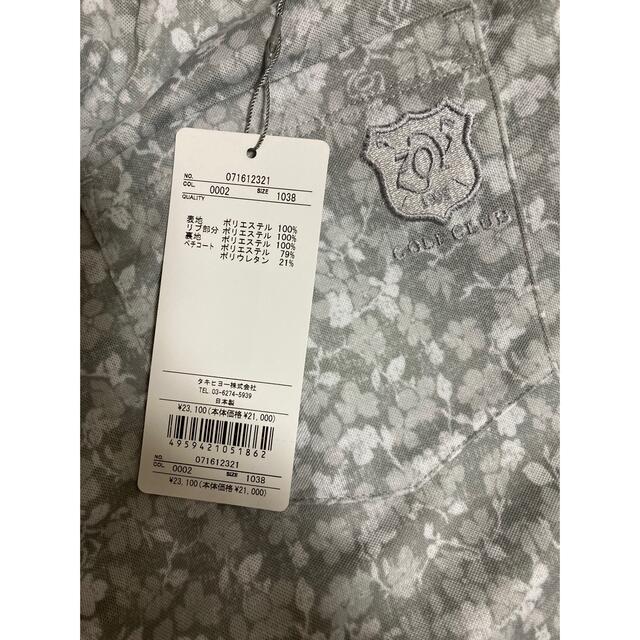 NO. 071612321
COL. 0002 SIZE 1038
QUALITY
表地 ポリエステル 100%
リブ部分 ポリエステル 100%
裏地 ポリエステル 100%
ペチコート ポリエステル 79%
ポリウレタン 21%
タキヒヨー株式会社
TEL. 03-6274-5939
日本製
¥23,100(本体価格¥21,000)
4959421051862
NO. 071612321
COL. 0002 SIZE 1038
¥23,100(本体価格¥21,000)
GOLF CLUB